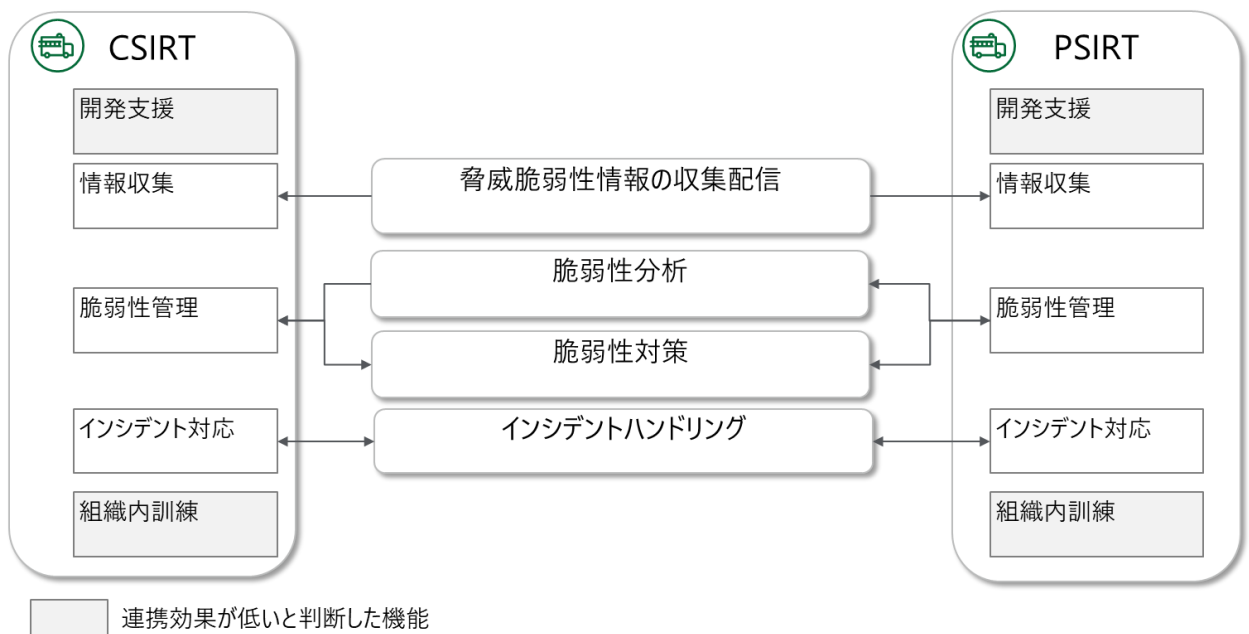 CSIRT
開発支援
情報収集
脆弱性管理
インシデント対応
組織内訓練
脅威脆弱性情報の収集配信
脆弱性分析
脆弱性対策
インシデントハンドリング
PSIRT
開発支援
情報収集
脆弱性管理
インシデント対応
組織内訓練
連携効果が低いと判断した機能